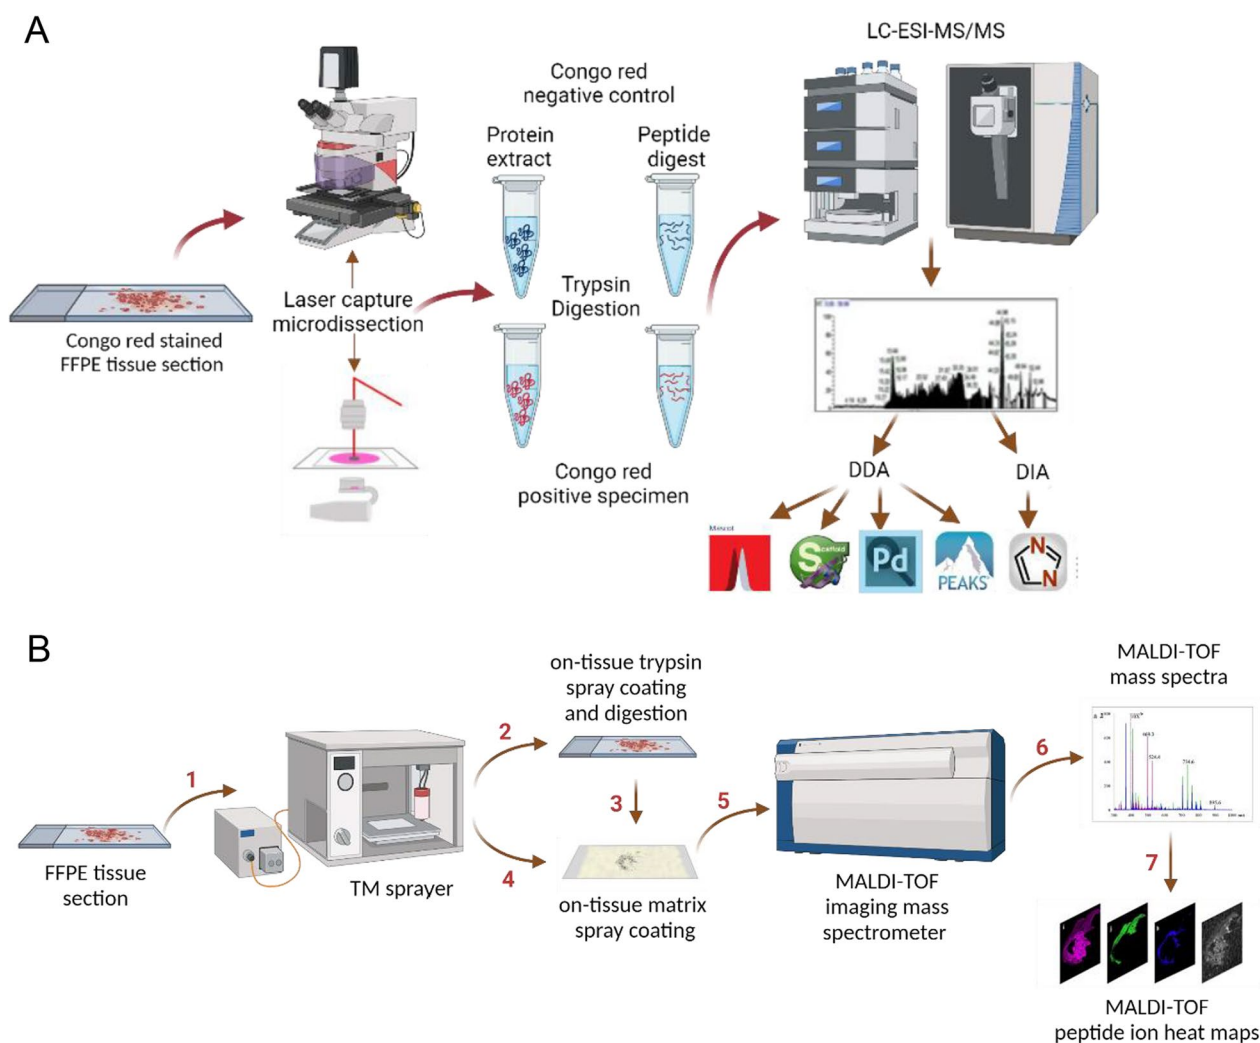 A
LC-ESI-MS/MS
Congo red
negative control
Protein
extract
Peptide
digest
Trypsin
Digestion
Laser capture
microdissection
Congo red stained
FFPE tissue section
Congo red
positive specimen
DDA
DIA
Mascot
Scaffold
Pd
PEAKS
N
N
B
MALDI-TOF
mass spectra
on-tissue trypsin
spray coating
and digestion
1
2
3
4
5
6
7
FFPE tissue
section
TM sprayer
on-tissue matrix
spray coating
MALDI-TOF
imaging mass
spectrometer
MALDI-TOF
peptide ion heat maps